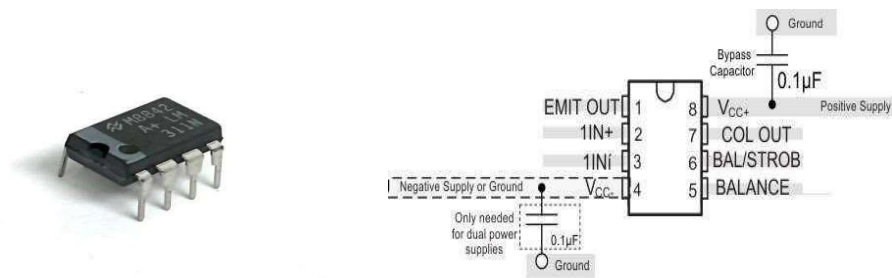 M8842
A+ LM
311N
Ground
Bypass
Capacitor
0.1µF
EMIT OUT 1
8 VCC+
Positive Supply
1IN+ 2
7 COL OUT
1INí 3
6 BAL/STROB
Negative Supply or Ground
VCC- 4
5 BALANCE
Only needed
for dual power
supplies
0.1µF
Ground